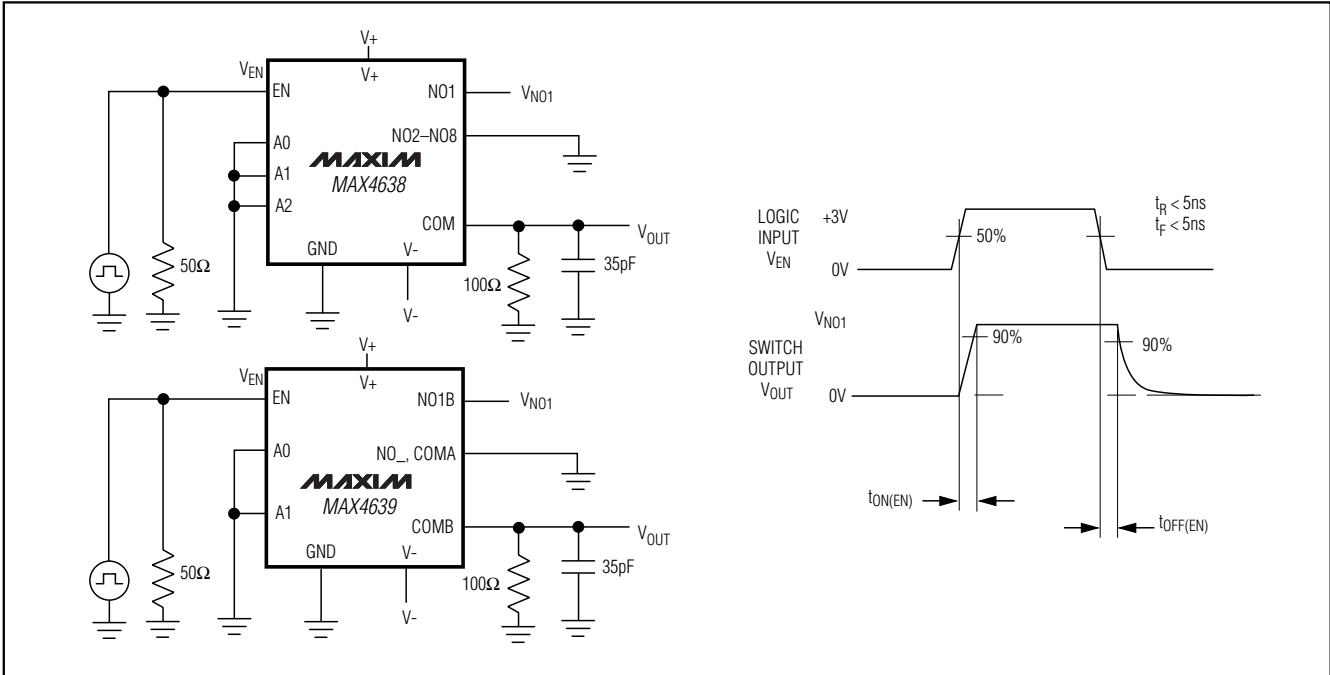 V+
V+
VEN
EN
NO1
VNO1
NO2–NO8
A0
MAXIM
A1
MAX4638
A2
COM
VOUT
GND
V-
50Ω
100Ω
35pF
V-
V+
V+
VEN
EN
NO1B
VNO1
A0
NO_, COMA
MAXIM
MAX4639
A1
COMB
VOUT
GND
V-
50Ω
100Ω
35pF
V-
LOGIC
INPUT
VEN
+3V
50%
0V
tR < 5ns
tF < 5ns
VNO1
SWITCH
OUTPUT
VOUT
90%
90%
0V
tON(EN)
tOFF(EN)